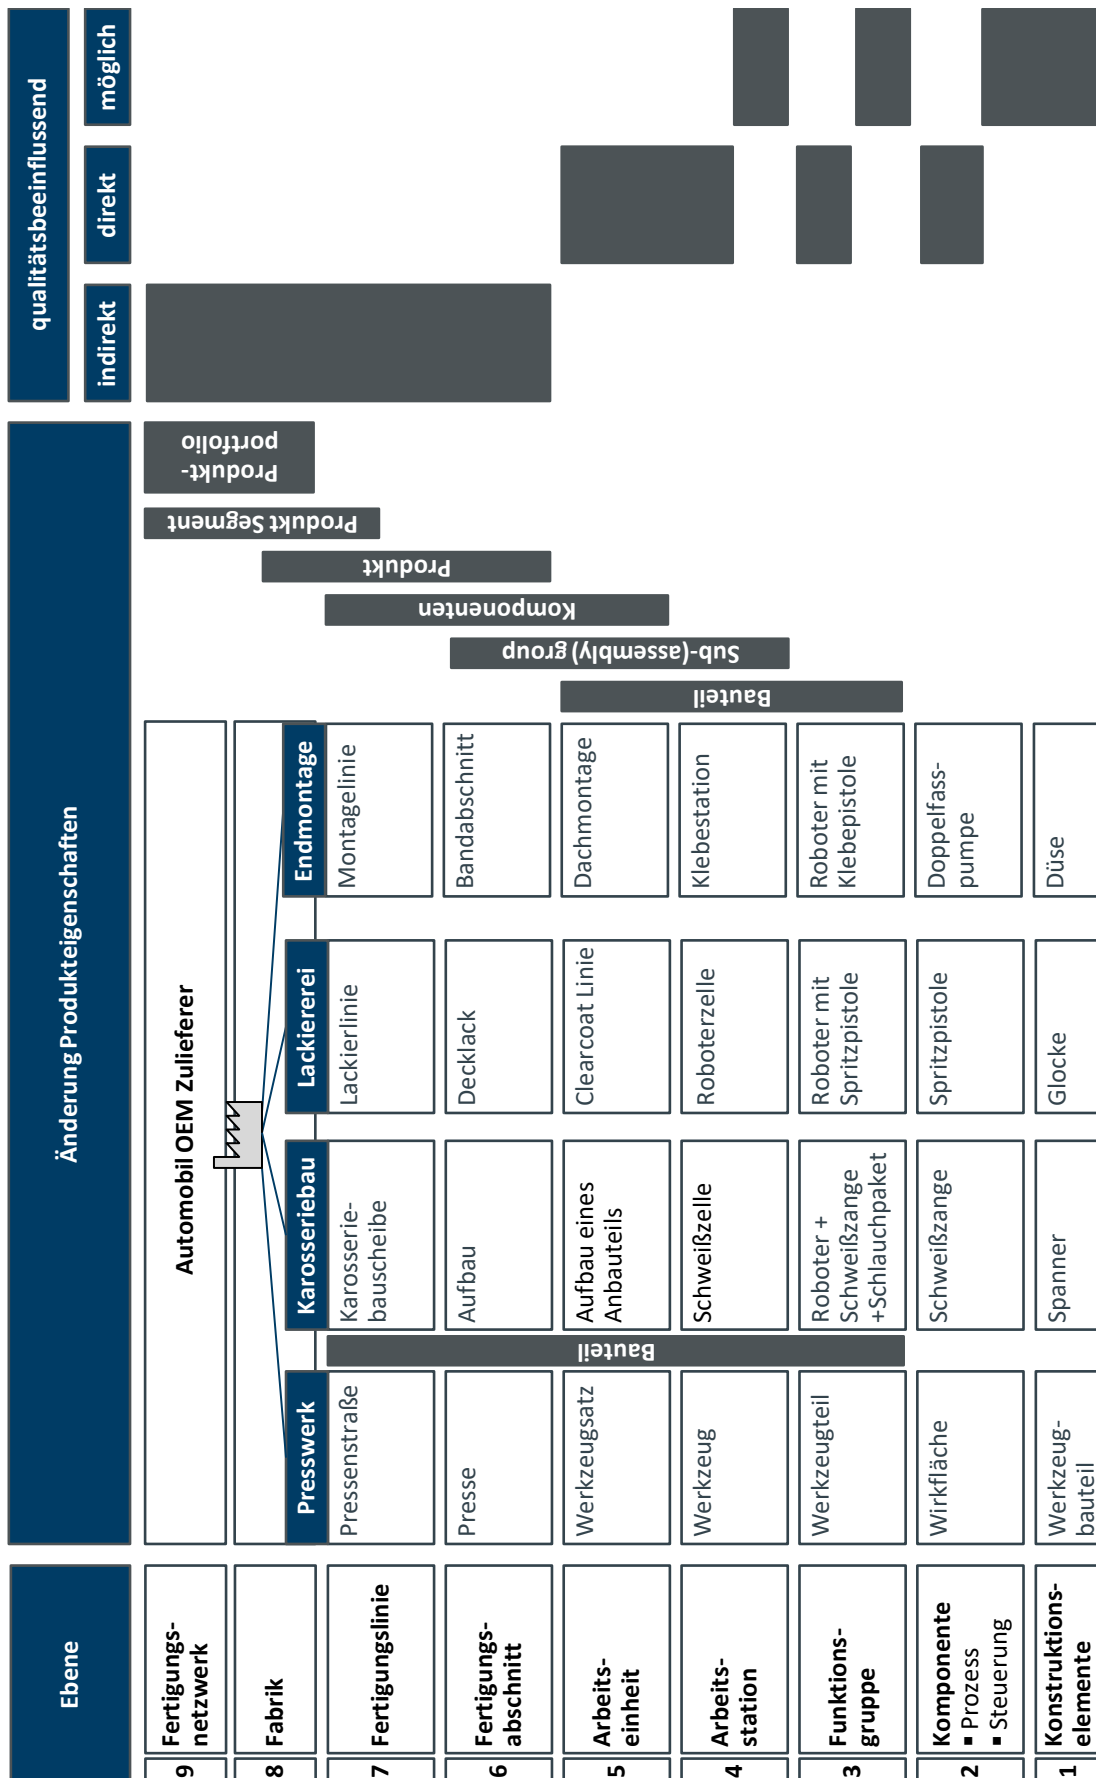 Ebene
Änderung Produkteigenschaften
qualitätsbeeinflussend
indirekt
direkt
möglich
9
Fertigungs-
netzwerk
Automobil OEM Zulieferer
8
Fabrik
Presswerk
Karosseriebau
Lackiererei
Endmontage
7
Fertigungslinie
Pressenstraße
Karosserie-
bauscheibe
Lackierlinie
Montagelinie
6
Fertigungs-
abschnitt
Presse
Aufbau
Decklack
Bandabschnitt
5
Arbeits-
einheit
Werkzeugsatz
Aufbau eines
Anbauteils
Clearcoat Linie
Dachmontage
4
Arbeits-
station
Werkzeug
Schweißzelle
Roboterzelle
Klebestation
3
Funktions-
gruppe
Werkzeugteil
Roboter +
Schweißzange
+Schlauchpaket
Roboter mit
Spritzpistole
Roboter mit
Klebepistole
2
Komponente
▪ Prozess
▪ Steuerung
Wirkfläche
Schweißzange
Spritzpistole
Doppelfass-
pumpe
1
Konstruktions-
elemente
Werkzeug-
bauteil
Spanner
Glocke
Düse
Bauteil
Bauteil
Sub-(assembly) group
Komponenten
Produkt
Produkt Segment
Produkt-
portfolio